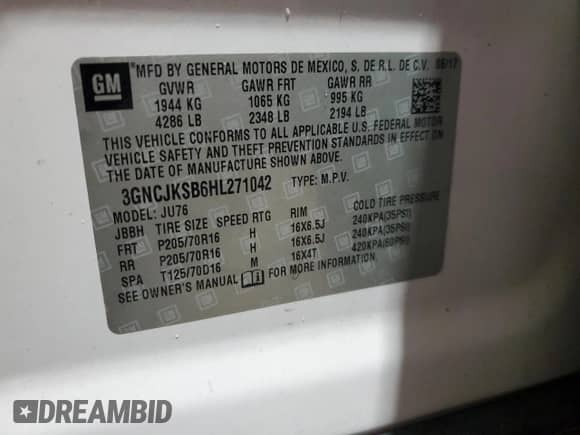 GM
*MFD BY GENERAL MOTORS DE MEXICO, S. DE R.L. DE C.V. 05/17
GVWR GAWR FRT GAWR RR
1944 KG 1065 KG 995 KG
4286 LB 2348 LB 2194 LB
THIS VEHICLE CONFORMS TO ALL APPLICABLE U.S. FEDERAL MOTOR
VEHICLE SAFETY AND THEFT PREVENTION STANDARDS IN EFFECT ON
THE DATE OF MANUFACTURE SHOWN ABOVE.
3GNCJKSB6HL271042 TYPE: M.P.V.
MODEL: JU76
JBBH TIRE SIZE SPEED RTG RIM COLD TIRE PRESSURE
FRT P205/70R16 H 16X6.5J 240KPA(35PSI)
RR P205/70R16 H 16X6.5J 240KPA(35PSI)
SPA T125/70D16 M 16X4T 420KPA(60PSI)
SEE OWNER'S MANUAL FOR MORE INFORMATION
DREAMBID